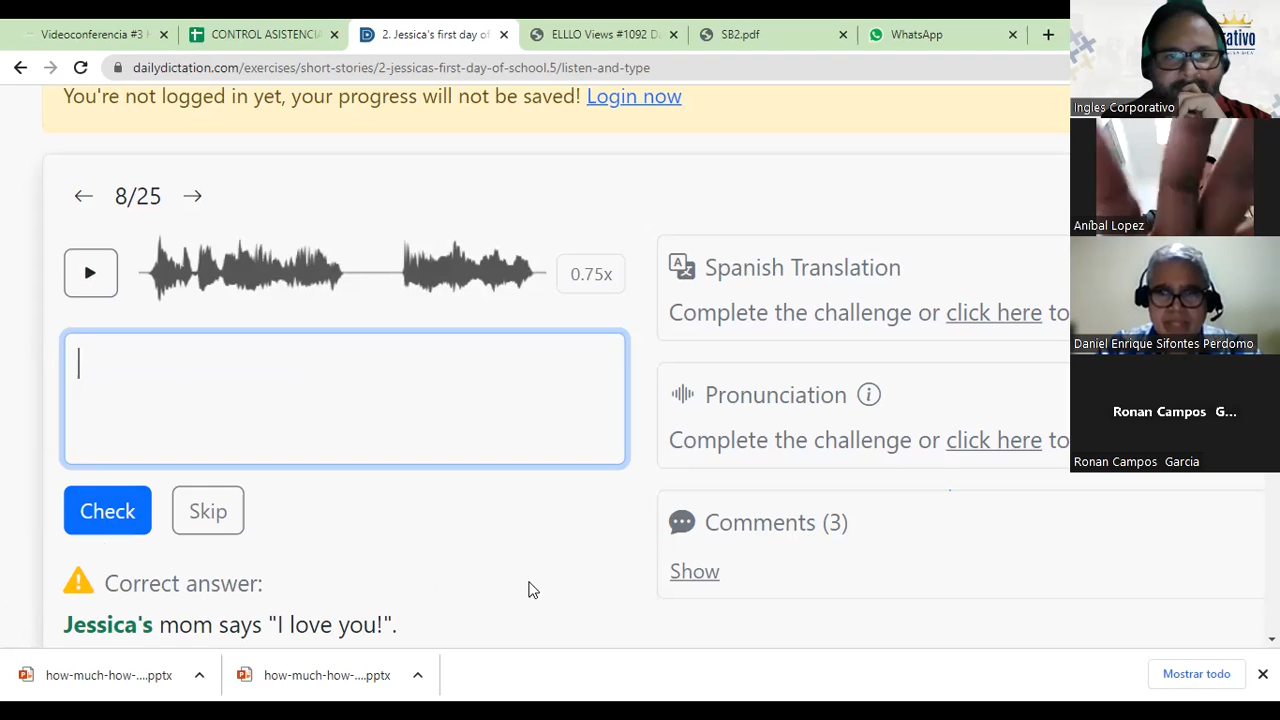 Videoconferencia #3 H
CONTROL ASISTENCIA
2. Jessica's first day of
ELLLO Views #1092 Da
SB2.pdf
WhatsApp
dailydictation.com/exercises/short-stories/2-jessicas-first-day-of-school.5/listen-and-type
You're not logged in yet, your progress will not be saved! Login now
8/25
0.75x
Spanish Translation
Complete the challenge or click here to
Pronunciation
Complete the challenge or click here to
Check
Skip
Comments (3)
Show
Correct answer:
Jessica's mom says "I love you!".
how-much-how-....pptx
how-much-how-....pptx
Mostrar todo
Ingles Corporativo
Aníbal Lopez
Daniel Enrique Sifontes Perdomo
Ronan Campos G...
Ronan Campos Garcia